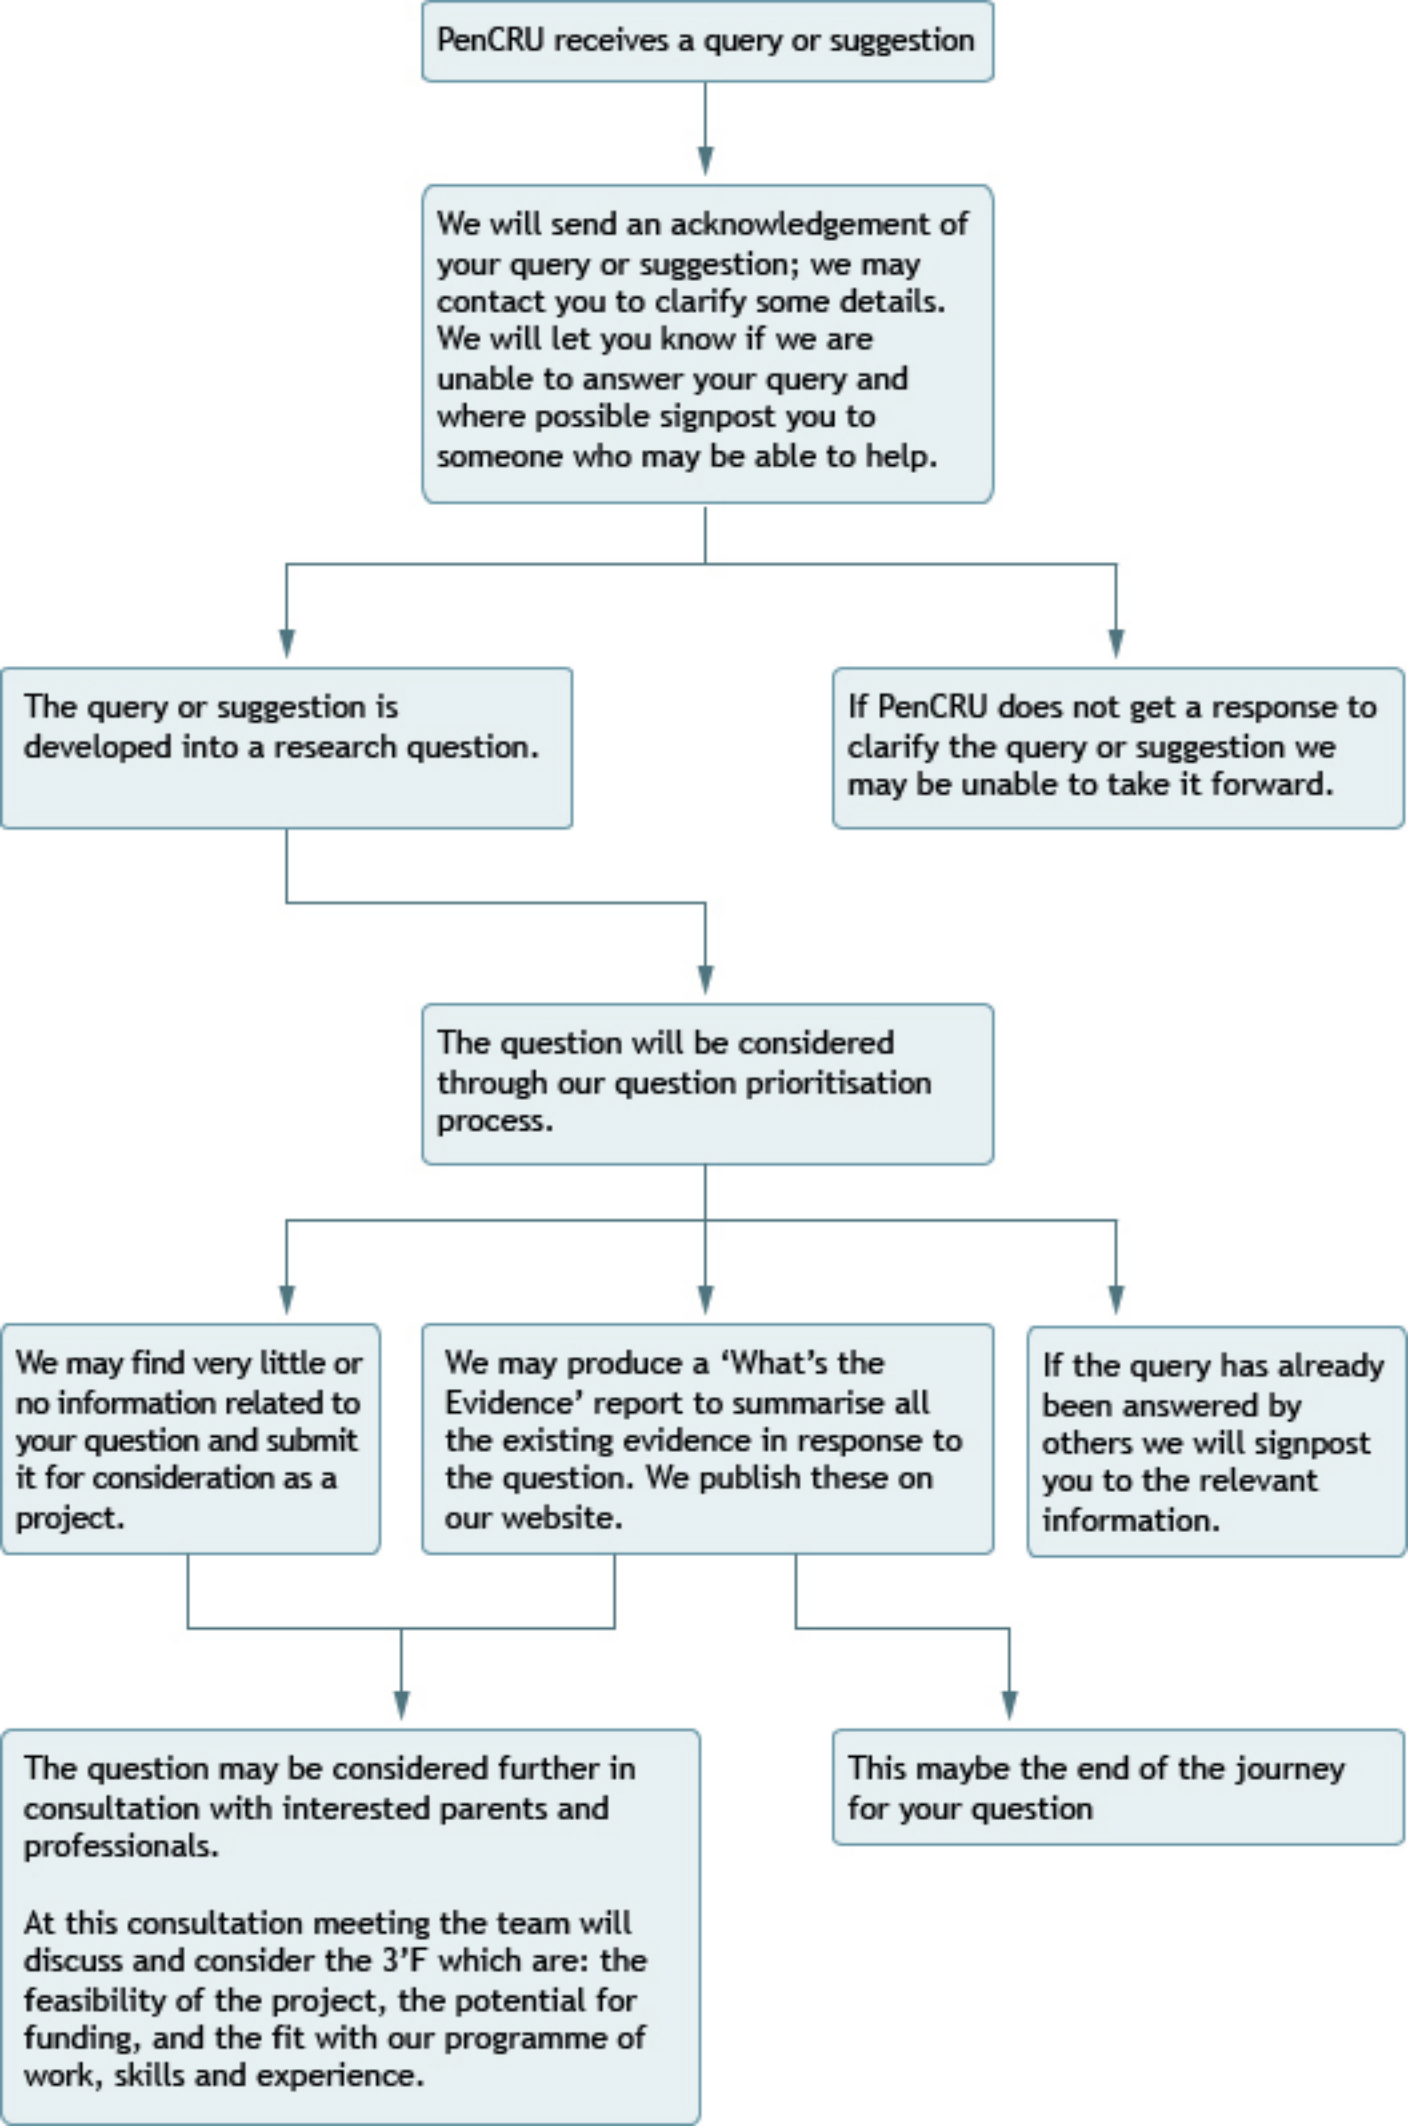 PenCRU receives a query or suggestion
We will send an acknowledgement of
your query or suggestion; we may
contact you to clarify some details.
We will let you know if we are
unable to answer your query and
where possible signpost you to
someone who may be able to help.
The query or suggestion is
developed into a research question.
If PenCRU does not get a response to
clarify the query or suggestion we
may be unable to take it forward.
The question will be considered
through our question prioritisation
process.
We may find very little or
no information related to
your question and submit
it for consideration as a
project.
We may produce a ‘What’s the
Evidence’ report to summarise all
the existing evidence in response to
the question. We publish these on
our website.
If the query has already
been answered by
others we will signpost
you to the relevant
information.
The question may be considered further in
consultation with interested parents and
professionals.
At this consultation meeting the team will
discuss and consider the 3’F which are: the
feasibility of the project, the potential for
funding, and the fit with our programme of
work, skills and experience.
This maybe the end of the journey
for your question